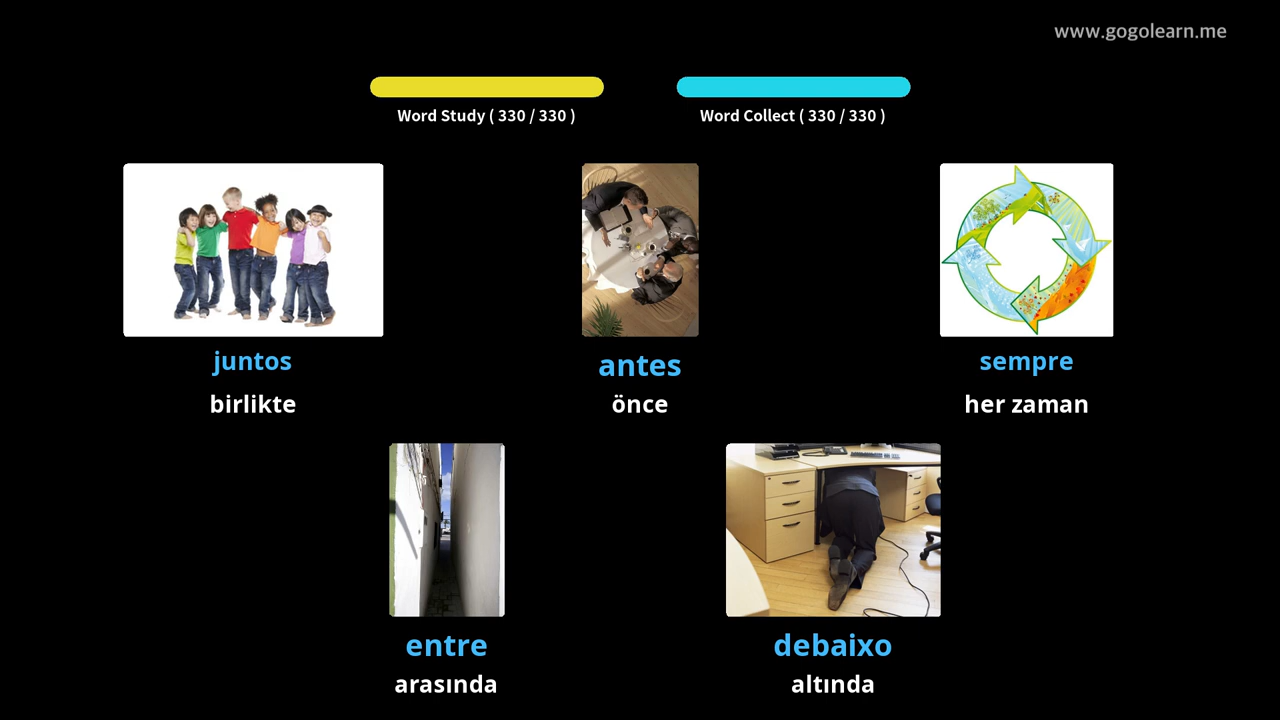 www.gogolearn.me
Word Study ( 330 / 330 )
Word Collect ( 330 / 330 )
juntos
antes
sempre
birlikte
önce
her zaman
entre
debaixo
arasında
altında